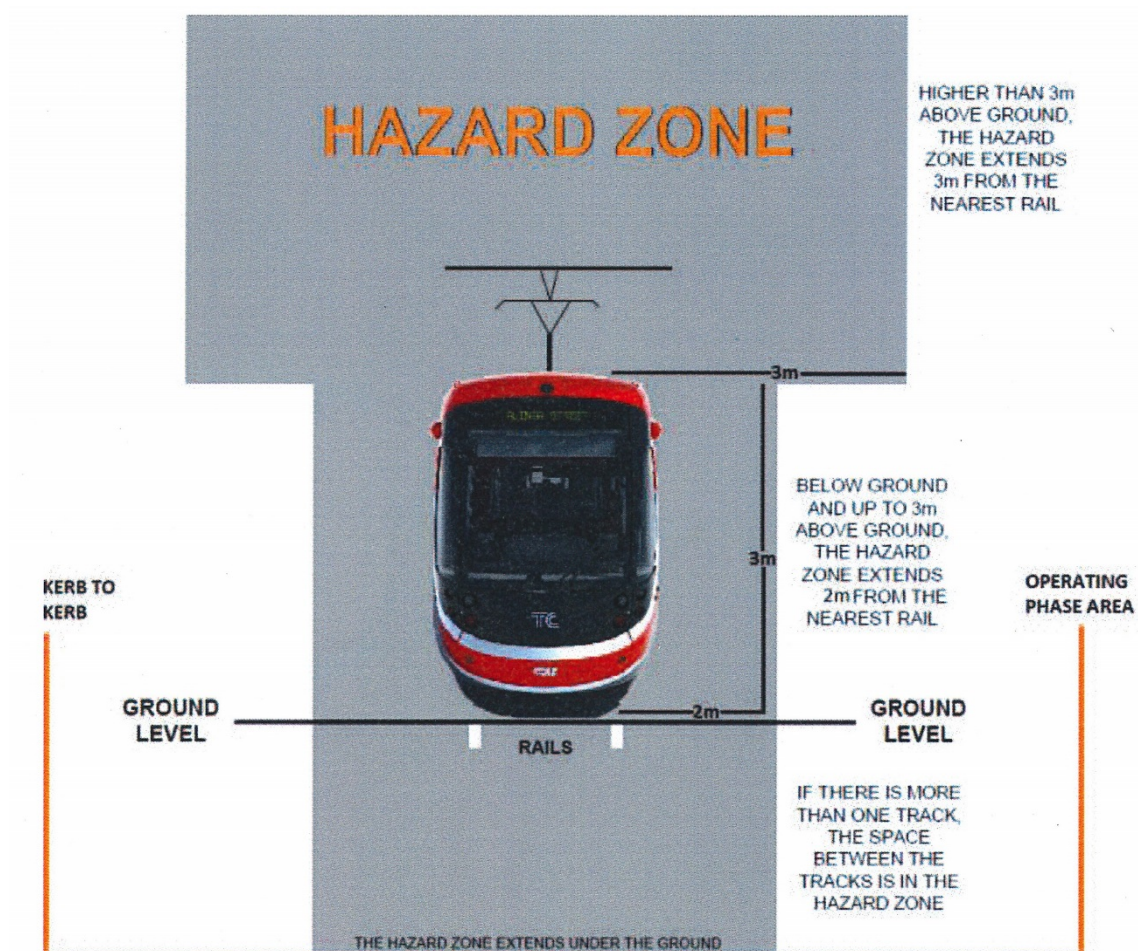 HAZARD ZONE
HIGHER THAN 3m
ABOVE GROUND,
THE HAZARD
ZONE EXTENDS
3m FROM THE
NEAREST RAIL
3m
BELOW GROUND
AND UP TO 3m
ABOVE GROUND,
THE HAZARD
ZONE EXTENDS
2m FROM THE
NEAREST RAIL
3m
KERB TO
KERB
OPERATING
PHASE AREA
GROUND
LEVEL
2m
GROUND
LEVEL
RAILS
IF THERE IS MORE
THAN ONE TRACK,
THE SPACE
BETWEEN THE
TRACKS IS IN THE
HAZARD ZONE
THE HAZARD ZONE EXTENDS UNDER THE GROUND